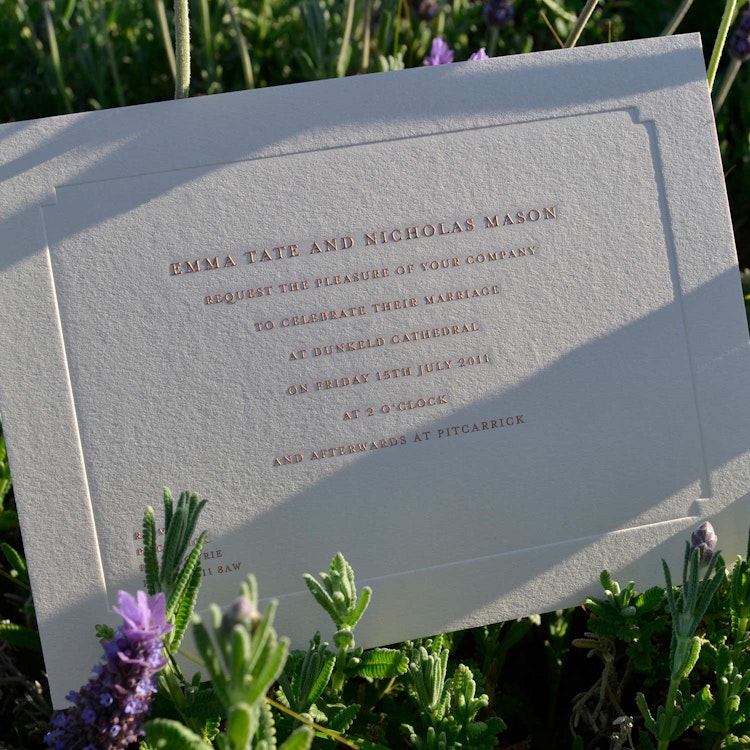 EMMA TATE AND NICHOLAS MASON
REQUEST THE PLEASURE OF YOUR COMPANY
TO CELEBRATE THEIR MARRIAGE
AT DUNKELD CATHEDRAL
ON FRIDAY 15TH JULY 2011
AT 2 O'CLOCK
AND AFTERWARDS AT PITCARRICK
8AW